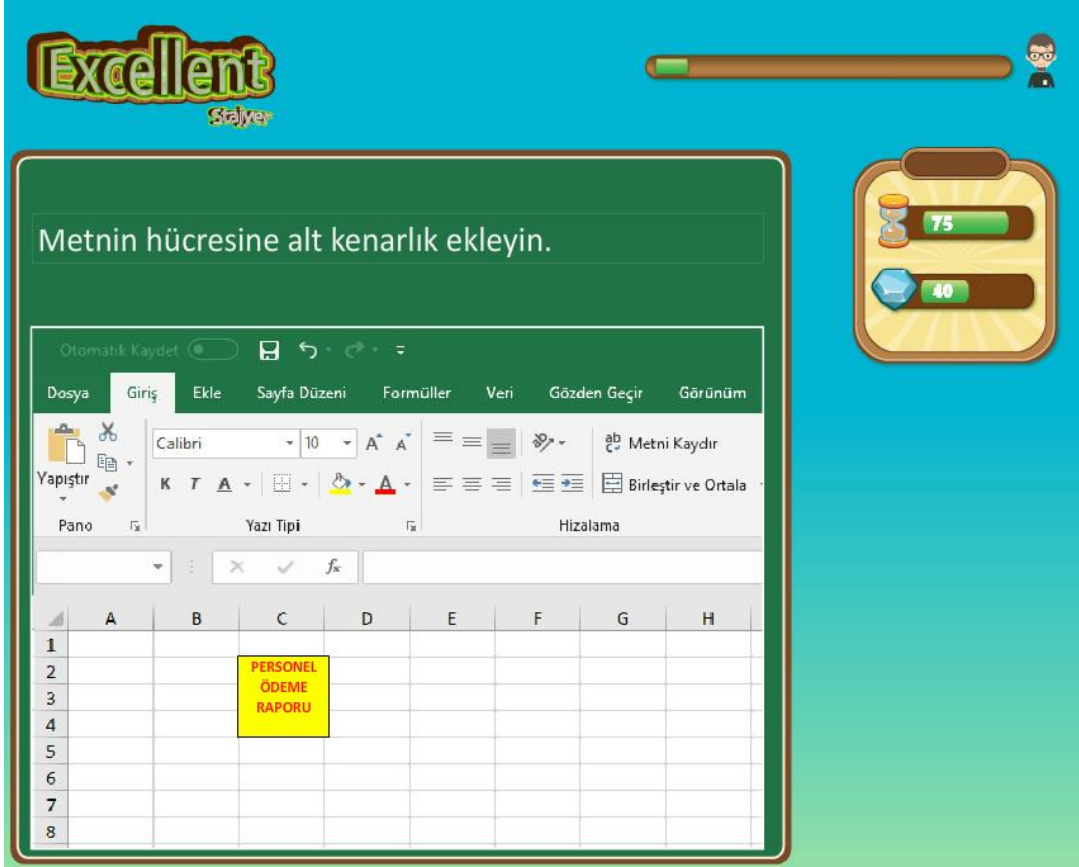 Excellent
Stajyer
75
40
Metnin hücresine alt kenarlık ekleyin.
Otomatik Kaydet
Dosya Giriş Ekle Sayfa Düzeni Formüller Veri Gözden Geçir Görünüm
Calibri 10 A A ab Metni Kaydır
Yapıştır K T A A Birleştir ve Ortala
Pano Yazı Tipi Hizalama
fx
A B C D E F G H
1
2 PERSONEL
3 ÖDEME
RAPORU
4
5
6
7
8